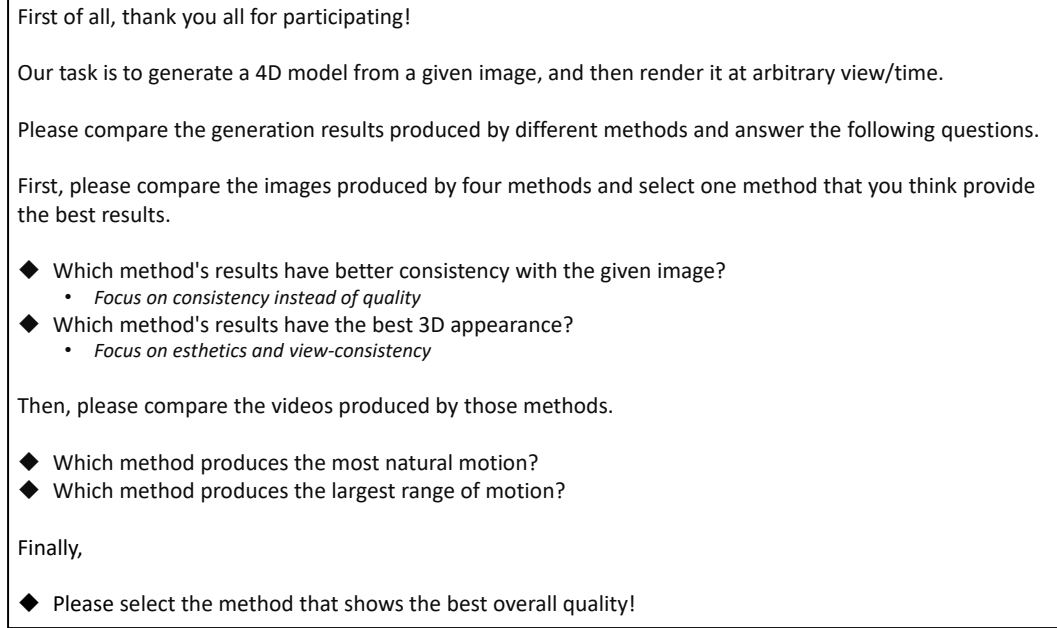 First of all, thank you all for participating!
Our task is to generate a 4D model from a given image, and then render it at arbitrary view/time.
Please compare the generation results produced by different methods and answer the following questions.
First, please compare the images produced by four methods and select one method that you think provide
the best results.
◆ Which method's results have better consistency with the given image?
• Focus on consistency instead of quality
◆ Which method's results have the best 3D appearance?
• Focus on esthetics and view-consistency
Then, please compare the videos produced by those methods.
◆ Which method produces the most natural motion?
◆ Which method produces the largest range of motion?
Finally,
◆ Please select the method that shows the best overall quality!